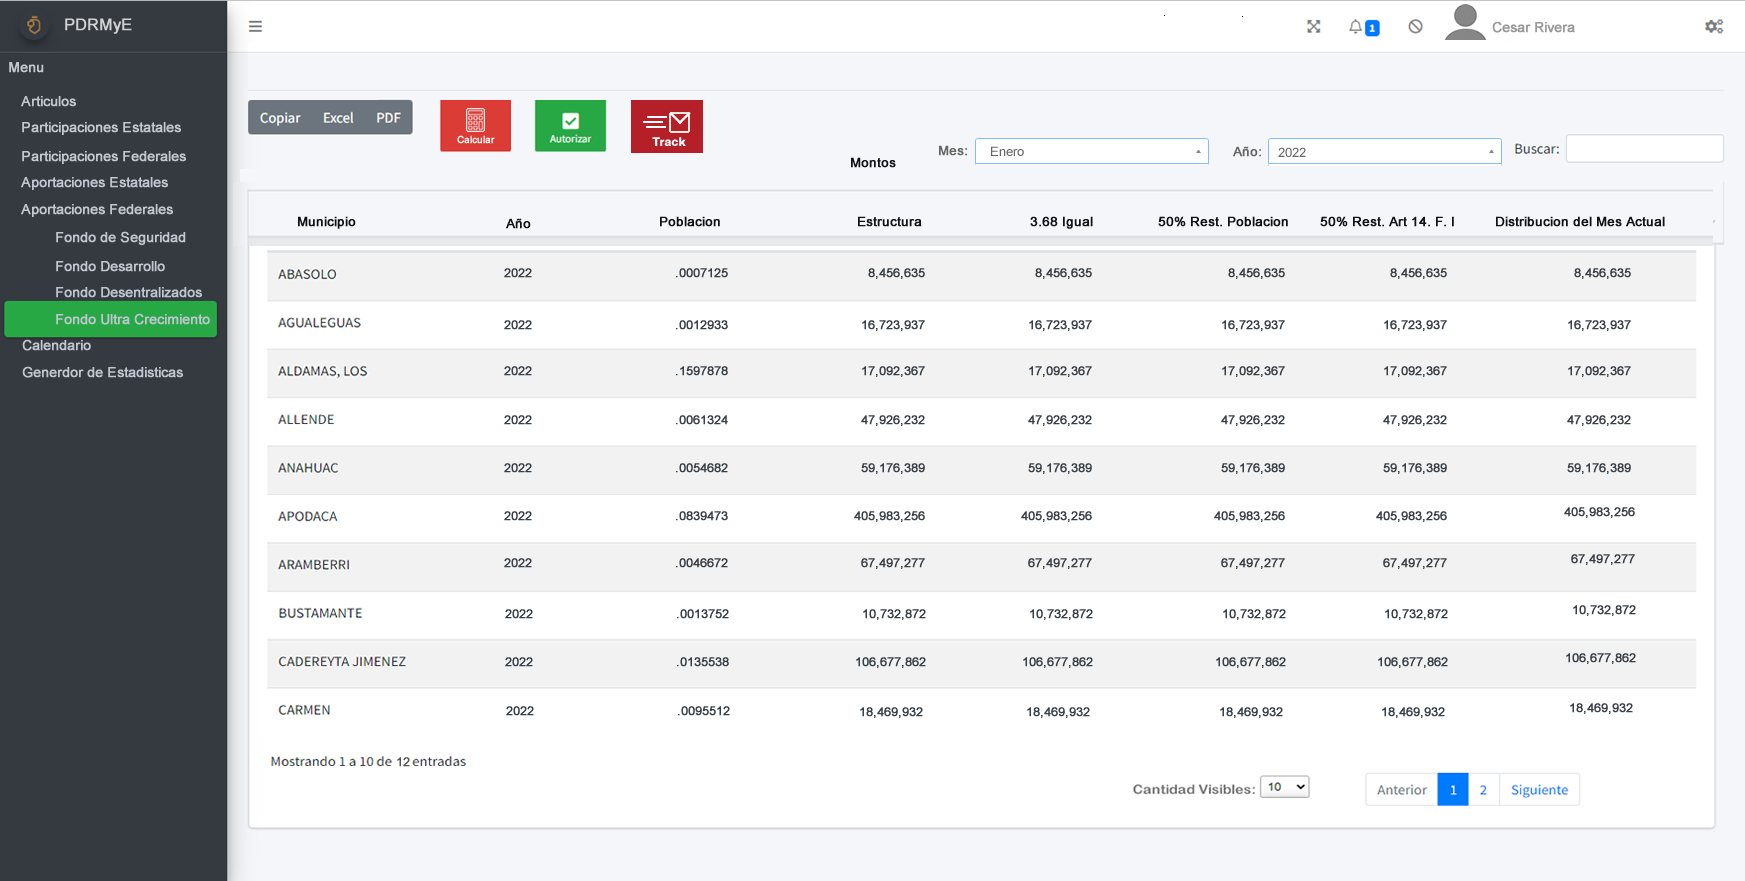 PDRMyE
Menu
Articulos
Participaciones Estatales
Participaciones Federales
Aportaciones Estatales
Aportaciones Federales
Fondo de Seguridad
Fondo Desarrollo
Fondo Desentralizados
Fondo Ultra Crecimiento
Calendario
Generdor de Estadisticas
1
Cesar Rivera
Copiar Excel PDF
Calcular
Autorizar
Track
Montos
Mes: Enero
Año: 2022
Buscar:
Municipio Año Poblacion Estructura 3.68 Igual 50% Rest. Poblacion 50% Rest. Art 14. F. I Distribucion del Mes Actual
ABASOLO 2022 .0007125 8,456,635 8,456,635 8,456,635 8,456,635 8,456,635
AGUALEGUAS 2022 .0012933 16,723,937 16,723,937 16,723,937 16,723,937 16,723,937
ALDAMAS, LOS 2022 .1597878 17,092,367 17,092,367 17,092,367 17,092,367 17,092,367
ALLENDE 2022 .0061324 47,926,232 47,926,232 47,926,232 47,926,232 47,926,232
ANAHUAC 2022 .0054682 59,176,389 59,176,389 59,176,389 59,176,389 59,176,389
APODACA 2022 .0839473 405,983,256 405,983,256 405,983,256 405,983,256 405,983,256
ARAMBERRI 2022 .0046672 67,497,277 67,497,277 67,497,277 67,497,277 67,497,277
BUSTAMANTE 2022 .0013752 10,732,872 10,732,872 10,732,872 10,732,872 10,732,872
CADEREYTA JIMENEZ 2022 .0135538 106,677,862 106,677,862 106,677,862 106,677,862 106,677,862
CARMEN 2022 .0095512 18,469,932 18,469,932 18,469,932 18,469,932 18,469,932
Mostrando 1 a 10 de 12 entradas
Cantidad Visibles: 10
Anterior 1 2 Siguiente